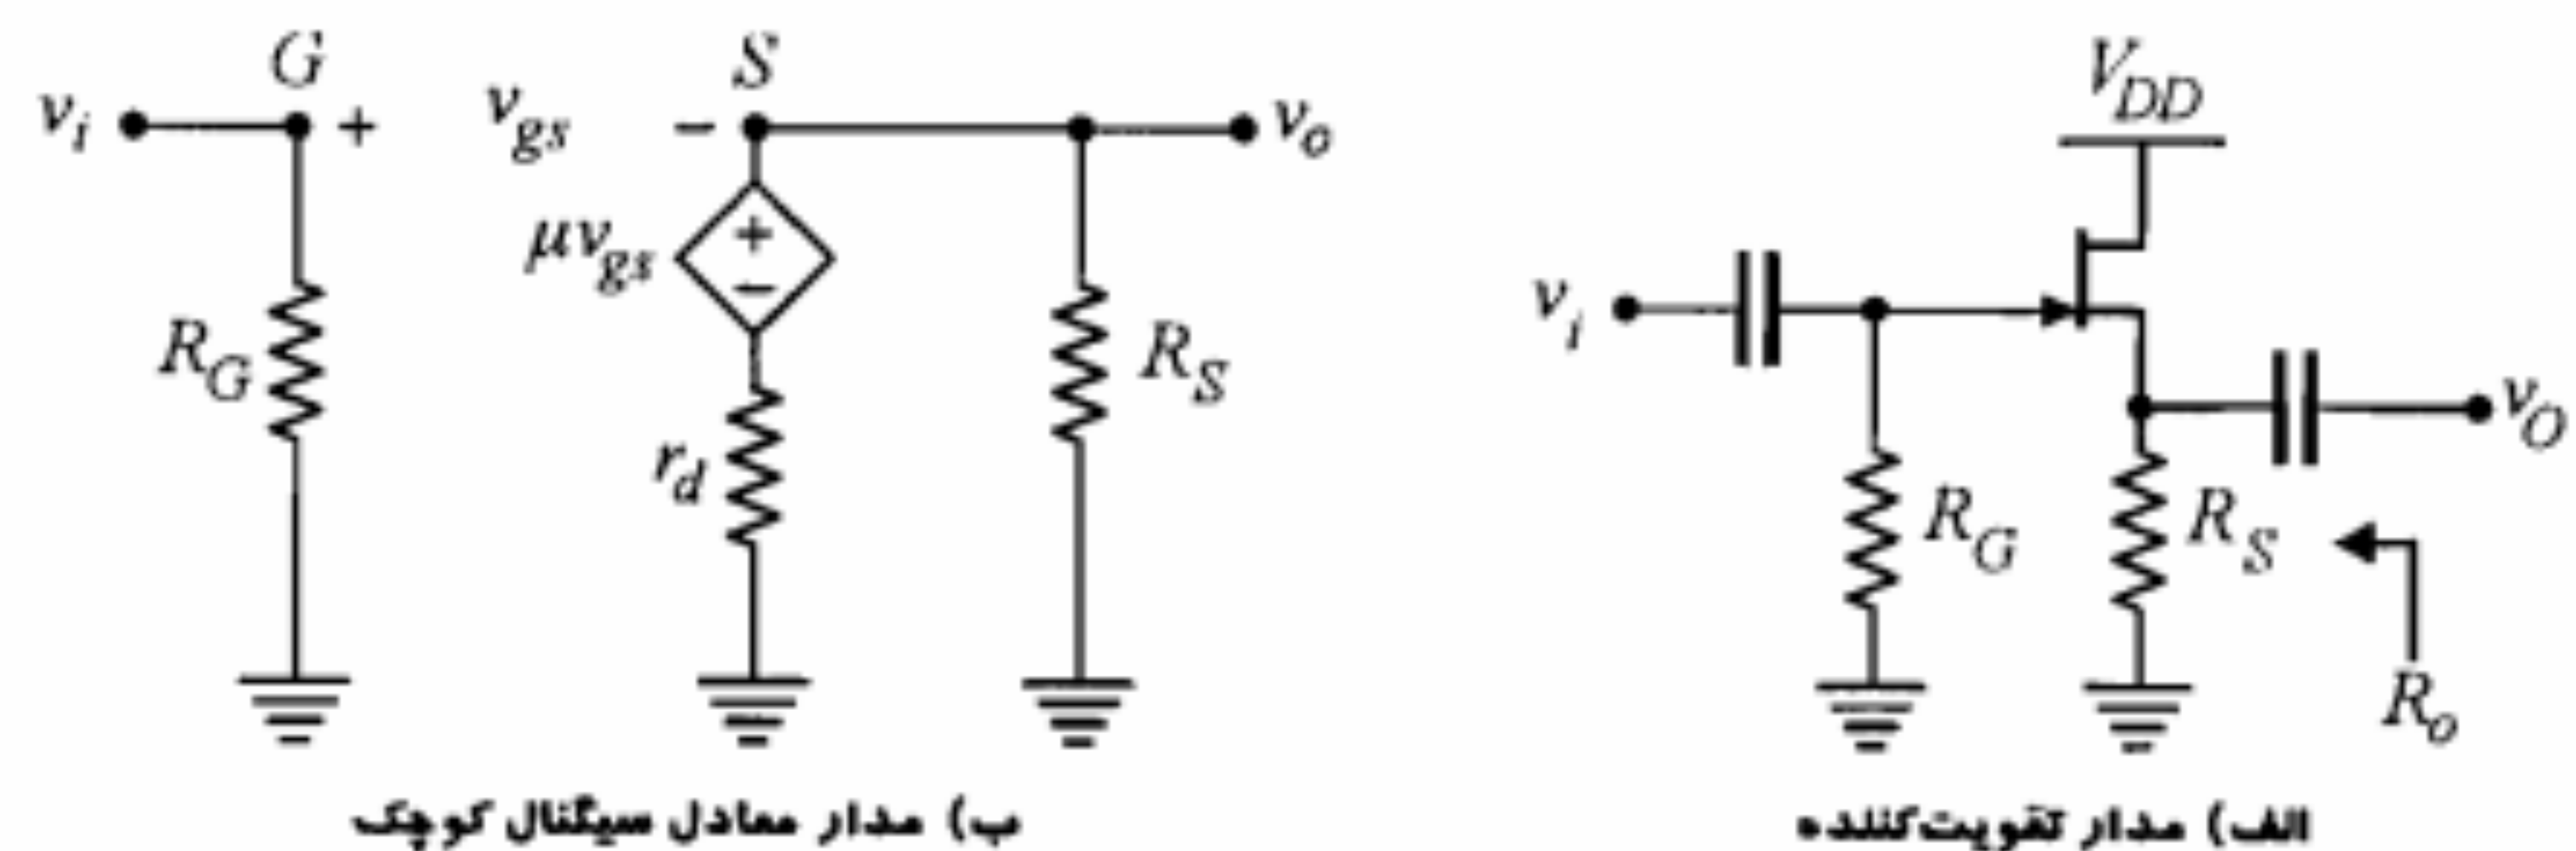 G
S
v_i
+
v_gs
-
v_o
μv_gs
+
-
R_G
r_d
R_S
V_DD
v_i
v_O
R_G
R_S
R_o
ب) مدار معادل سیگنال کوچک
الف) مدار تقویت‌کننده